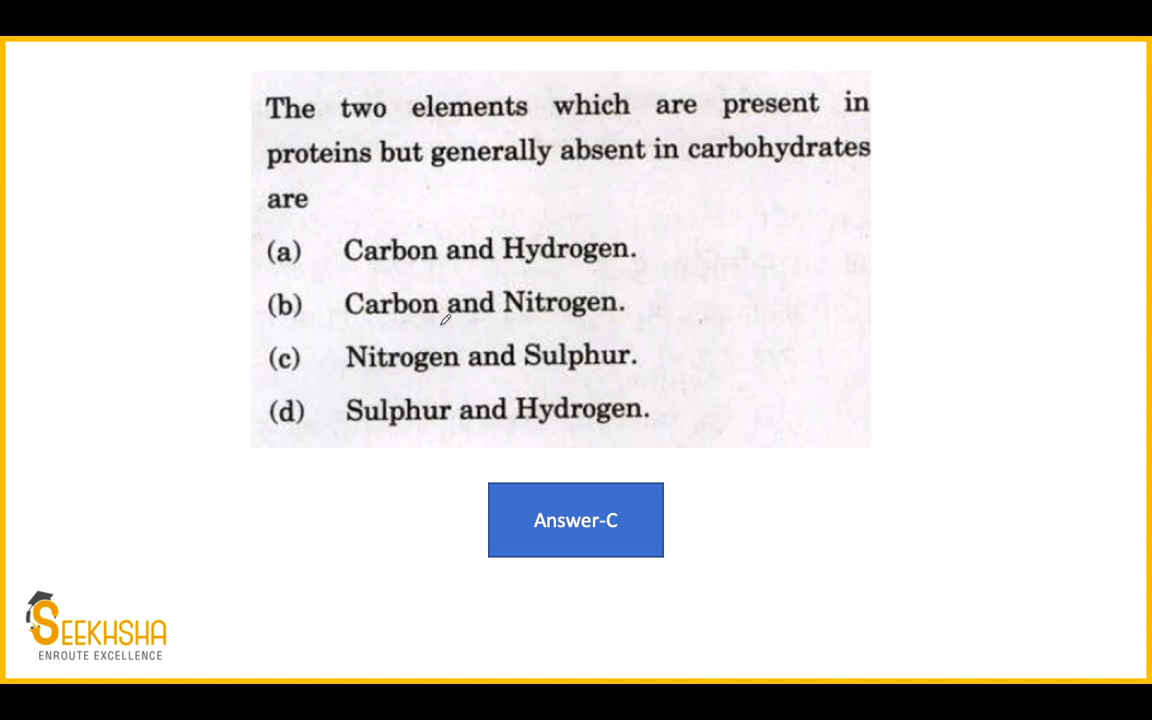 The two elements which are present in
proteins but generally absent in carbohydrates
are
(a) Carbon and Hydrogen.
(b) Carbon and Nitrogen.
(c) Nitrogen and Sulphur.
(d) Sulphur and Hydrogen.
Answer-C
SEEKHSHA
ENROUTE EXCELLENCE